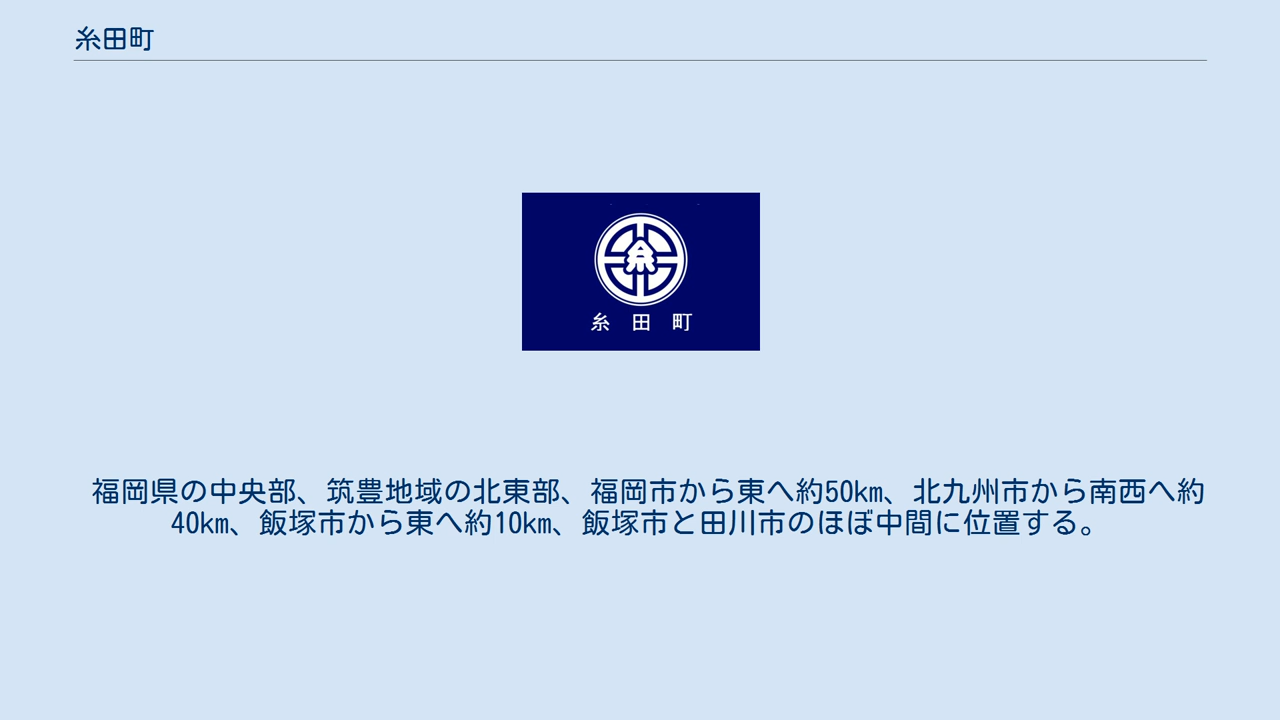 糸田町
糸 田 町
福岡県の中央部、筑豊地域の北東部、福岡市から東へ約50km、北九州市から南西へ約
40km、飯塚市から東へ約10km、飯塚市と田川市のほぼ中間に位置する。